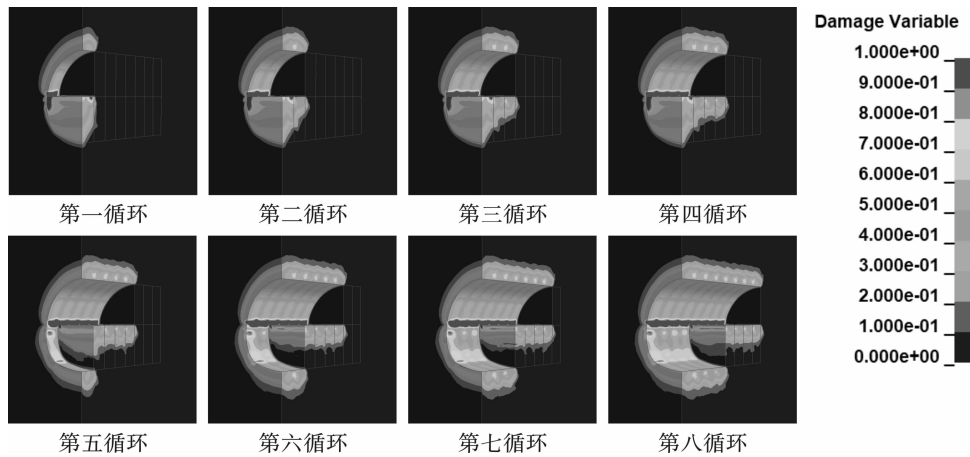 Damage Variable
1.000e+00
9.000e-01
8.000e-01
7.000e-01
6.000e-01
5.000e-01
4.000e-01
3.000e-01
2.000e-01
1.000e-01
0.000e+00
第一循环 第二循环 第三循环 第四循环
第五循环 第六循环 第七循环 第八循环